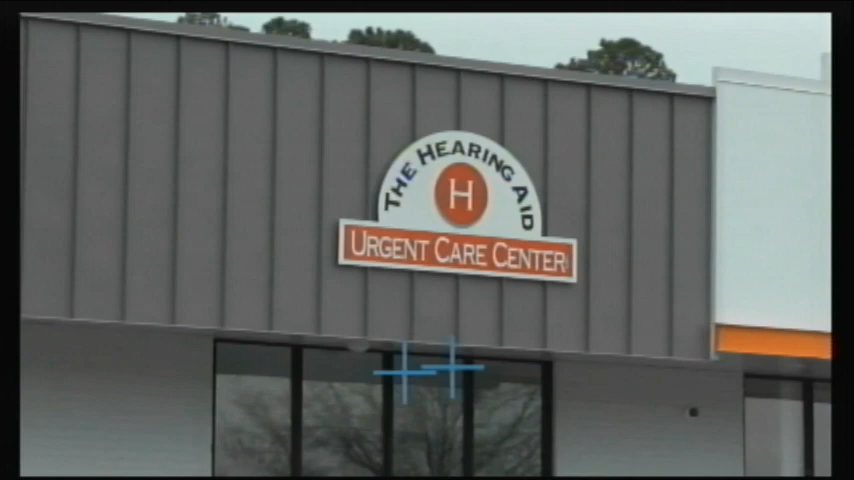 THE HEARING AID
H
URGENT CARE CENTER